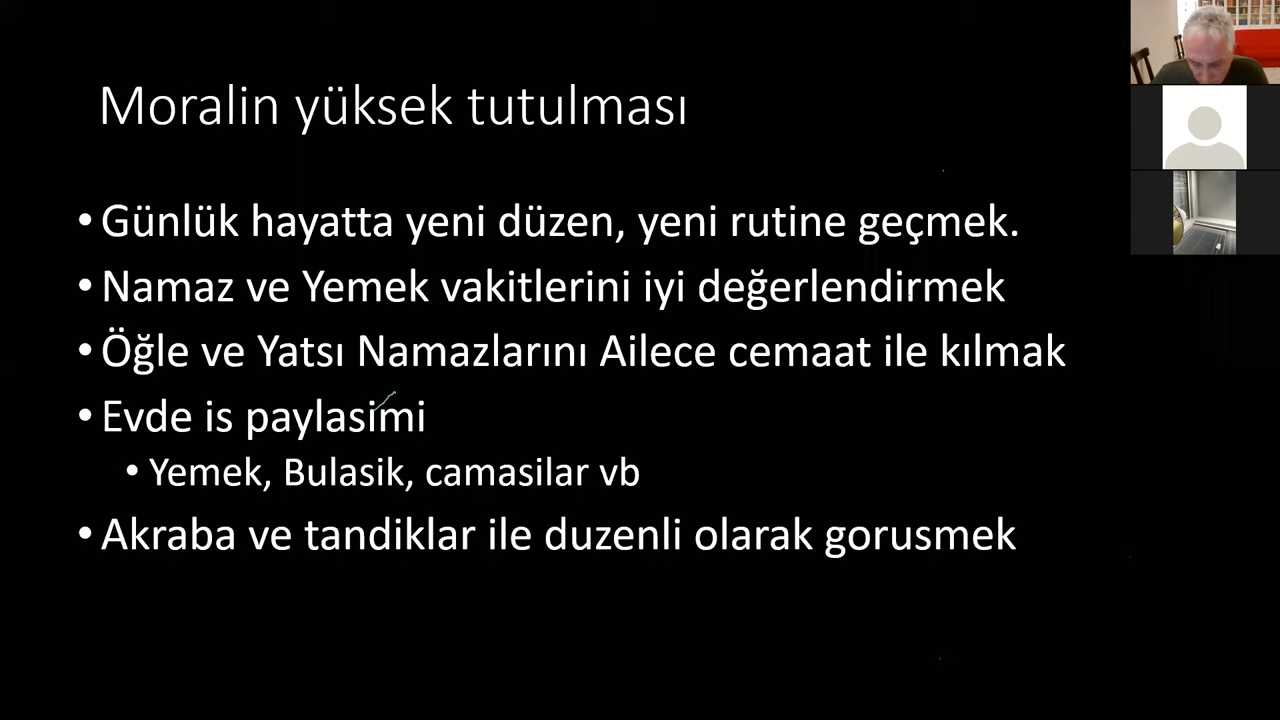 Moralin yüksek tutulması
• Günlük hayatta yeni düzen, yeni rutine geçmek.
• Namaz ve Yemek vakitlerini iyi değerlendirmek
• Öğle ve Yatsı Namazlarını Ailece cemaat ile kılmak
• Evde is paylasimi
• Yemek, Bulasik, camasilar vb
• Akraba ve tandiklar ile duzenli olarak gorusmek